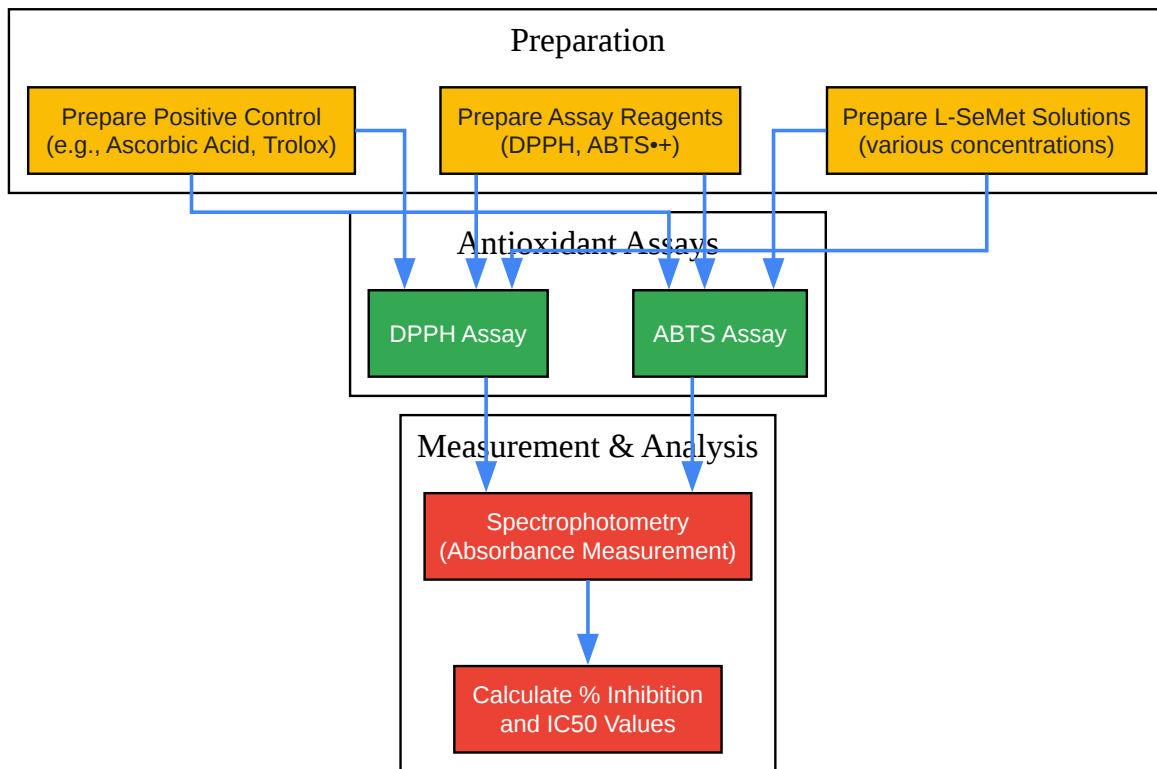 Preparation
Prepare Positive Control
(e.g., Ascorbic Acid, Trolox)
Prepare Assay Reagents
(DPPH, ABTS•+)
Prepare L-SeMet Solutions
(various concentrations)
Antioxidant Assays
DPPH Assay
ABTS Assay
Measurement & Analysis
Spectrophotometry
(Absorbance Measurement)
Calculate % Inhibition
and IC50 Values